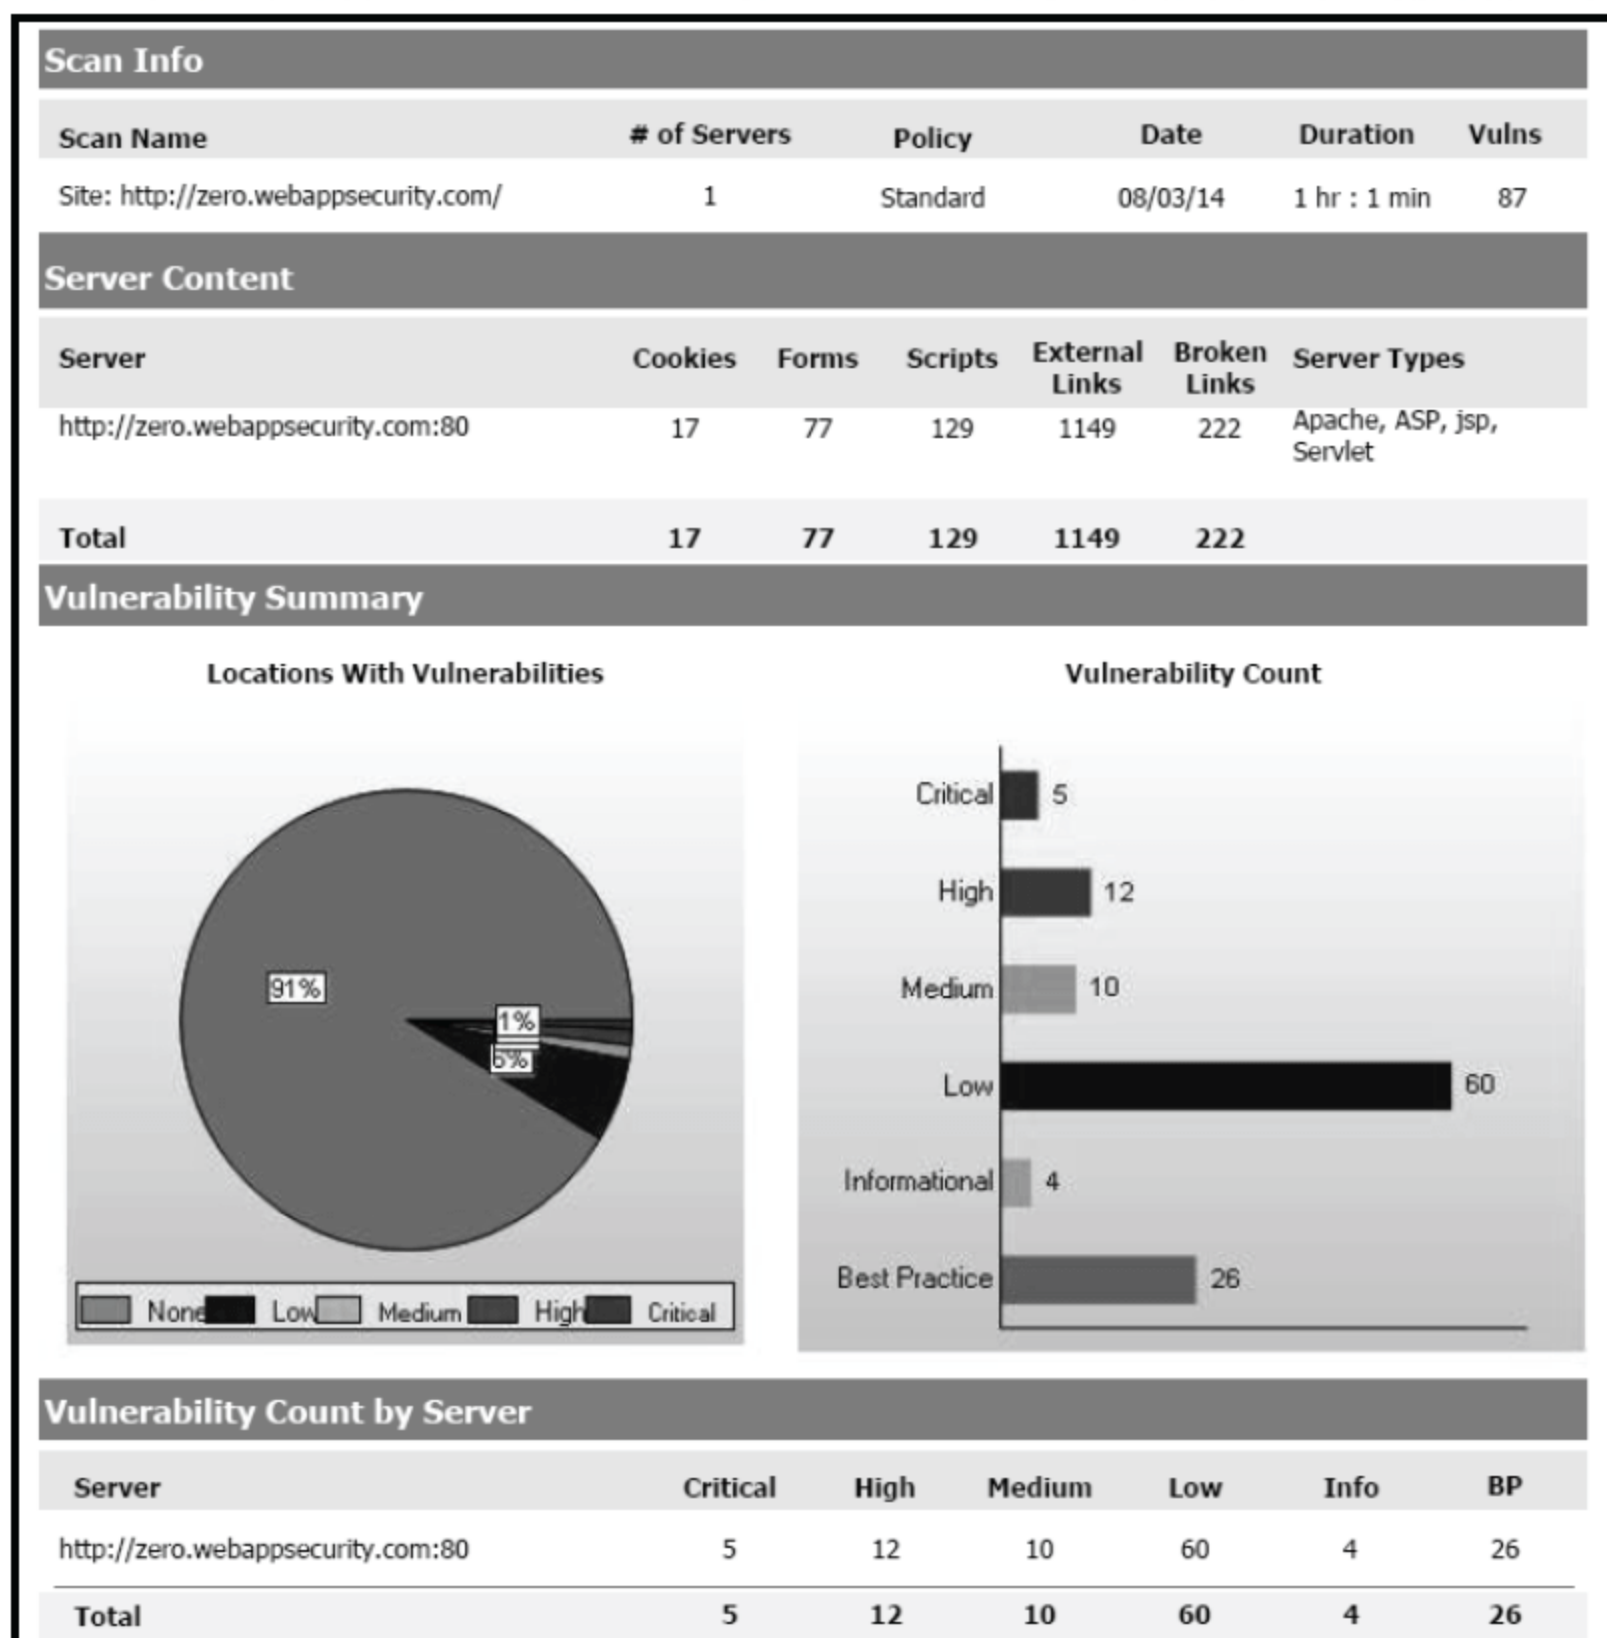 Scan Info
Scan Name # of Servers Policy Date Duration Vulns
Site: http://zero.webappsecurity.com/ 1 Standard 08/03/14 1 hr : 1 min 87
Server Content
Server Cookies Forms Scripts External Links Broken Links Server Types
http://zero.webappsecurity.com:80 17 77 129 1149 222 Apache, ASP, jsp, Servlet
Total 17 77 129 1149 222
Vulnerability Summary
Locations With Vulnerabilities
91%
1%
6%
None Low Medium High Critical
Vulnerability Count
Critical 5
High 12
Medium 10
Low 60
Informational 4
Best Practice 26
Vulnerability Count by Server
Server Critical High Medium Low Info BP
http://zero.webappsecurity.com:80 5 12 10 60 4 26
Total 5 12 10 60 4 26